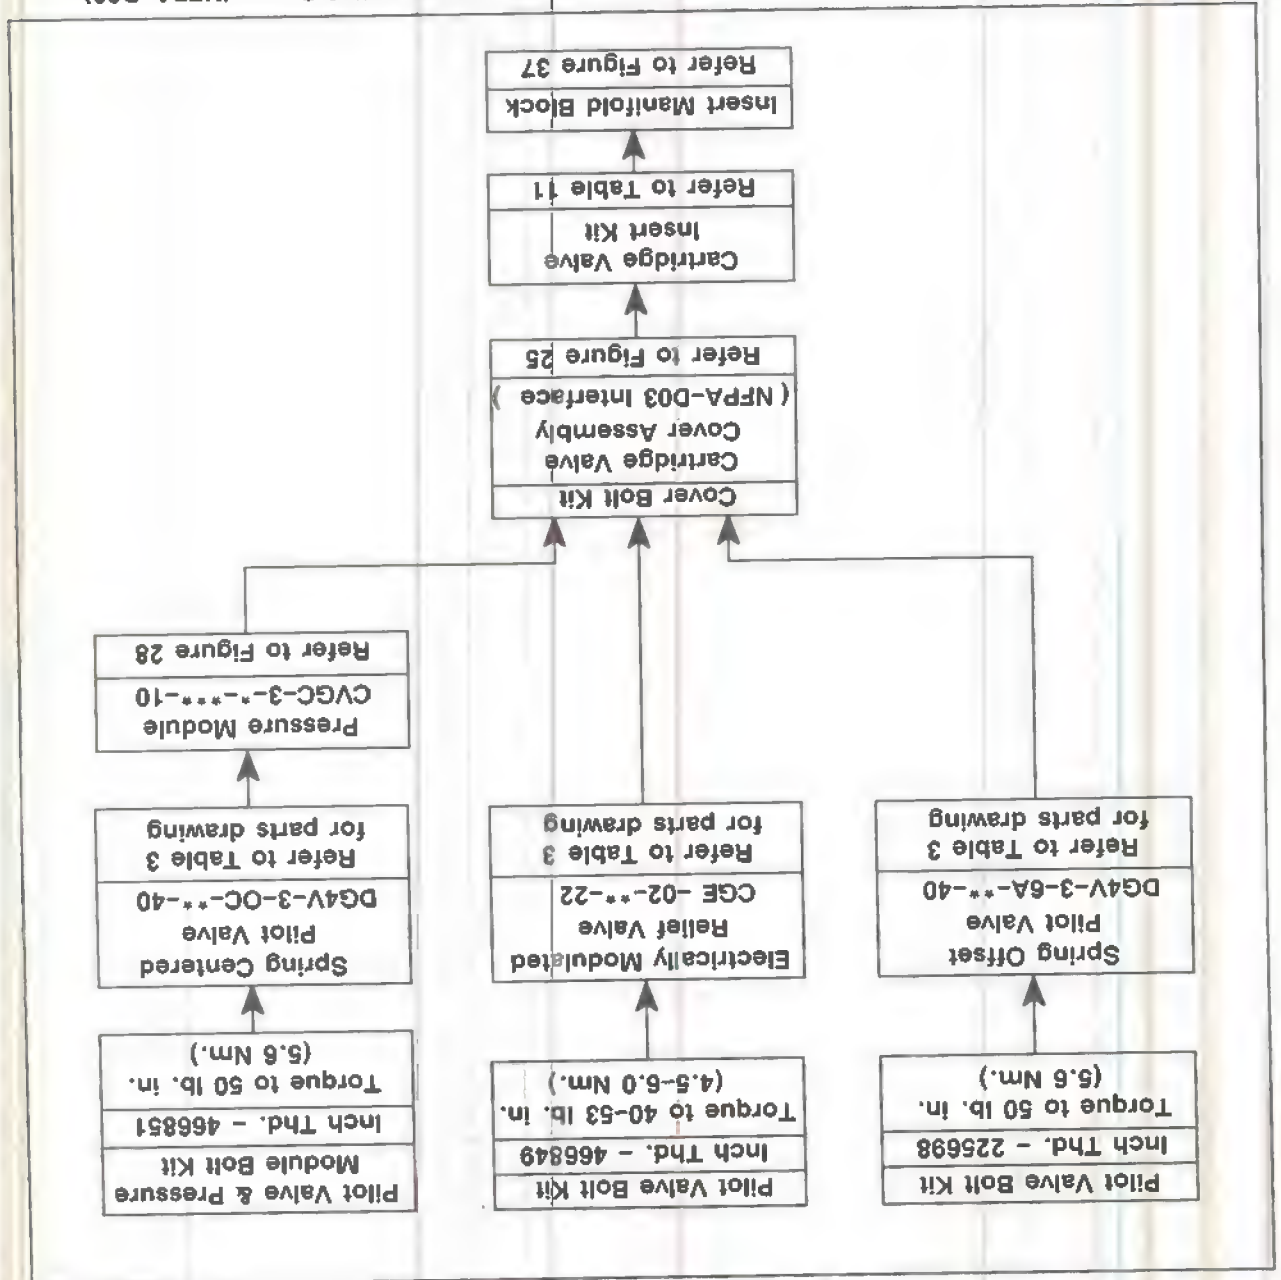 Pilot Valve Bolt Kit
Inch Thd. - 225698
Torque to 50 lb. in.
(5.6 Nm.)
Spring Offset
Pilot Valve
DG4V-3-6A-**-40
Refer to Table 3
for parts drawing
Pilot Valve Bolt Kit
Inch Thd. - 466849
Torque to 40-53 lb. in.
(4.5-6.0 Nm.)
Electrically Modulated
Relief Valve
CGE -02-**-22
Refer to Table 3
for parts drawing
Pilot Valve & Pressure
Module Bolt Kit
Inch Thd. - 466851
Torque to 50 lb. in.
(5.6 Nm.)
Spring Centered
Pilot Valve
DG4V-3-OC-**-40
Refer to Table 3
for parts drawing
Pressure Module
CVGC-3-*-***-10
Refer to Figure 28
Cover Bolt Kit
Cartridge Valve
Cover Assembly
( NFPA-D03 Interface )
Refer to Figure 25
Cartridge Valve
Insert Kit
Refer to Table 11
Insert Manifold Block
Refer to Figure 37